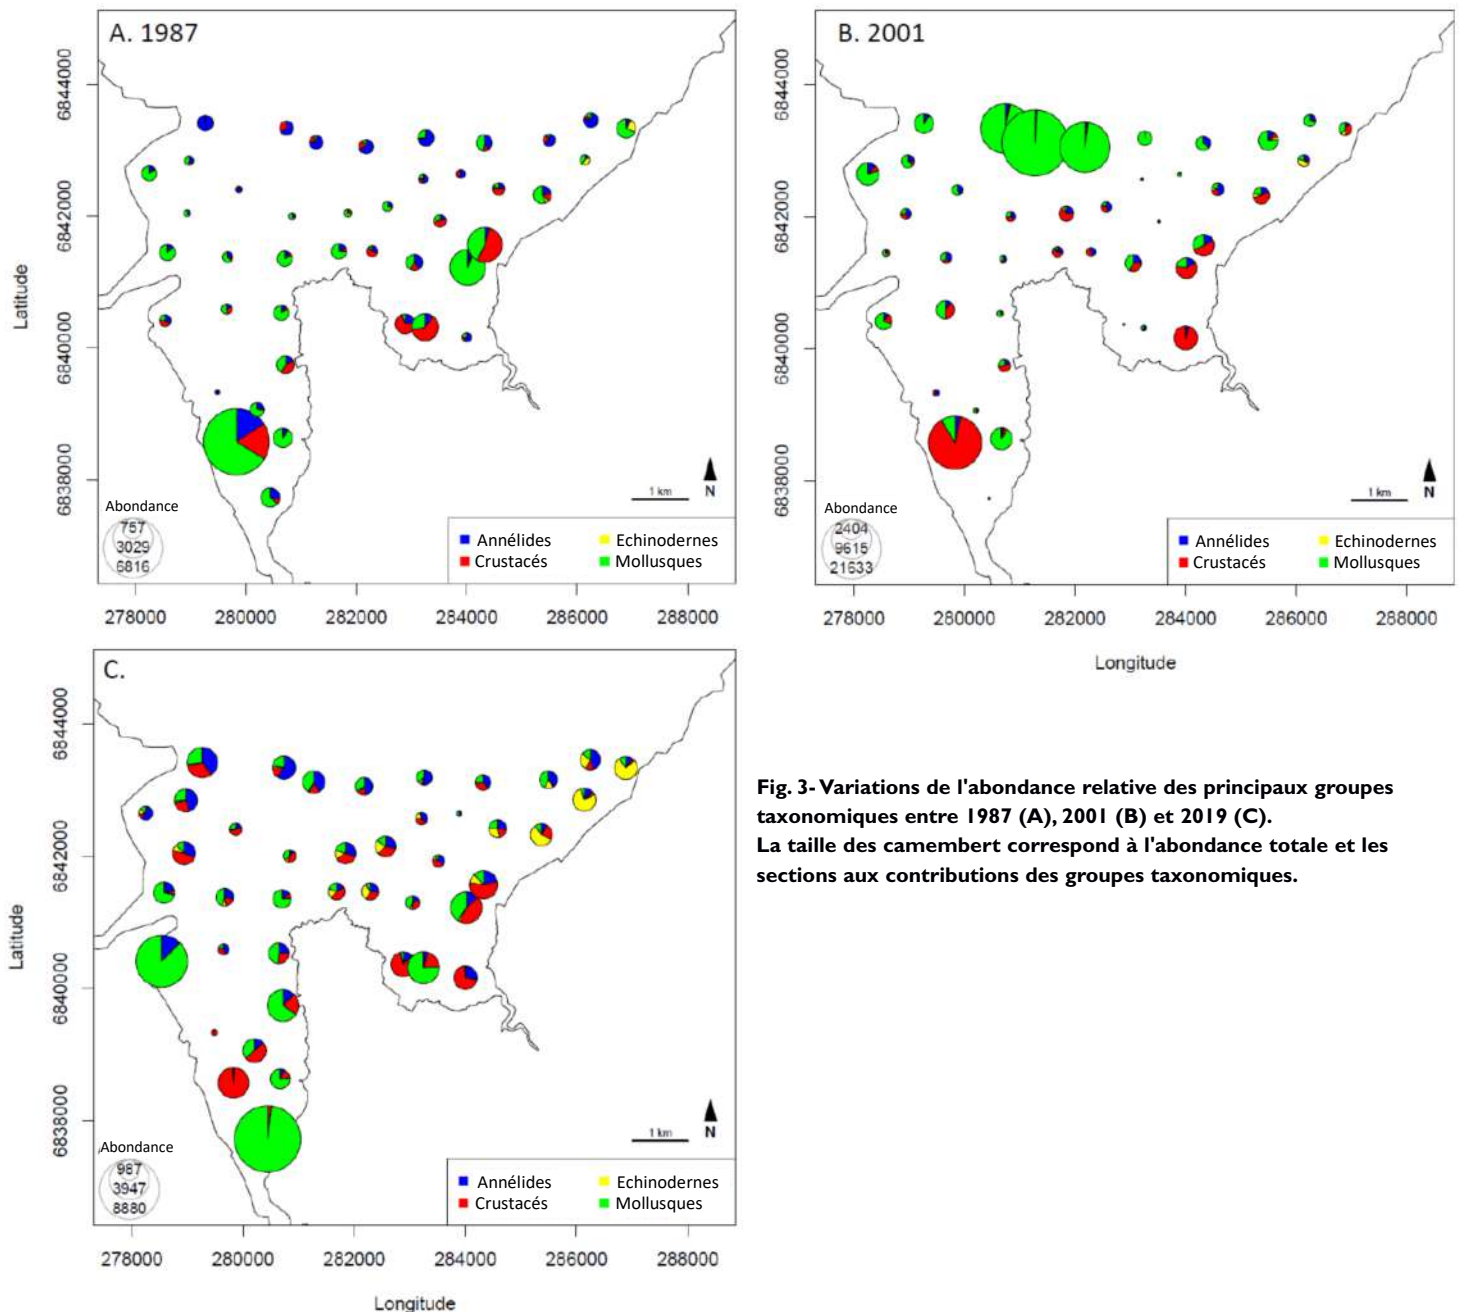 A. 1987
6844000
6842000
6840000
6838000
Latitude
Abondance
757
3029
6816
1 km
N
Annélides
Crustacés
Echinodermes
Mollusques
278000 280000 282000 284000 286000 288000
B. 2001
6844000
6842000
6840000
6838000
Abondance
2404
9615
21633
1 km
N
Annélides
Crustacés
Echinodermes
Mollusques
278000 280000 282000 284000 286000 288000
Longitude
C.
6844000
6842000
6840000
6838000
Latitude
Abondance
987
3947
8880
1 km
N
Annélides
Crustacés
Echinodermes
Mollusques
278000 280000 282000 284000 286000 288000
Longitude
Fig. 3- Variations de l'abondance relative des principaux groupes
taxonomiques entre 1987 (A), 2001 (B) et 2019 (C).
La taille des camembert correspond à l'abondance totale et les
sections aux contributions des groupes taxonomiques.